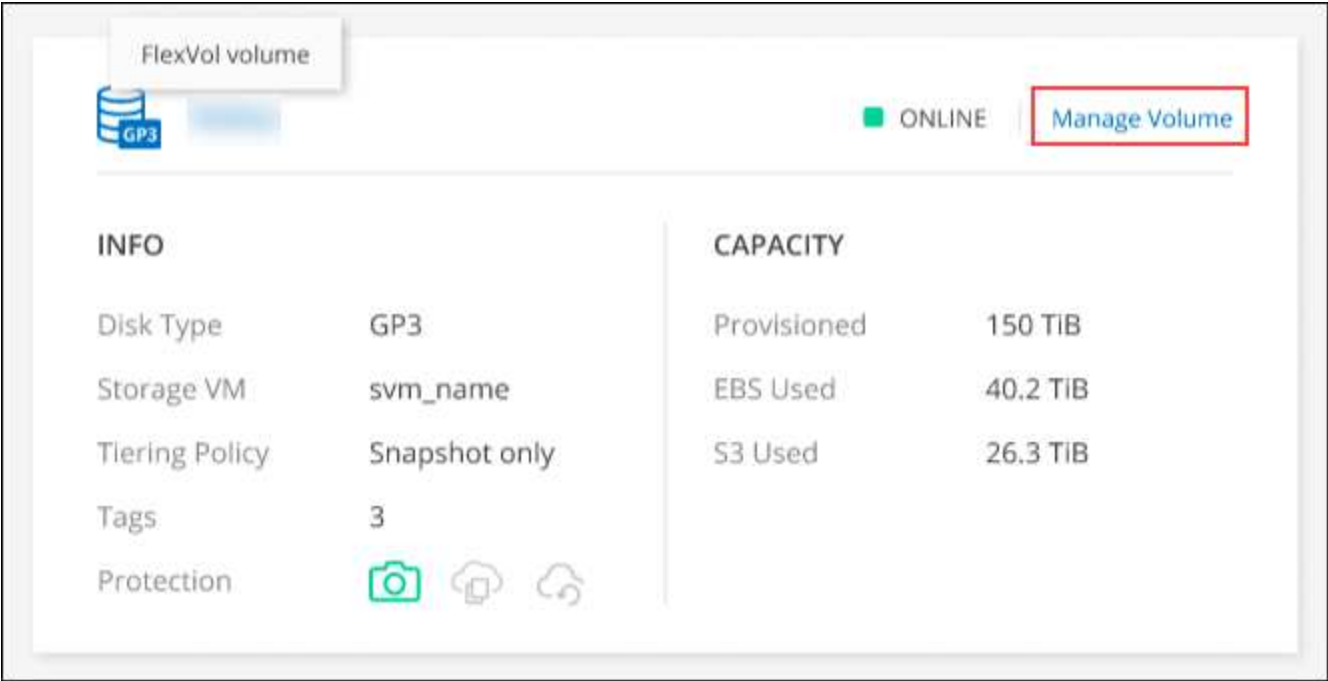 FlexVol volume
GP3
ONLINE
Manage Volume
INFO
Disk Type GP3
Storage VM svm_name
Tiering Policy Snapshot only
Tags 3
Protection
CAPACITY
Provisioned 150 TiB
EBS Used 40.2 TiB
S3 Used 26.3 TiB